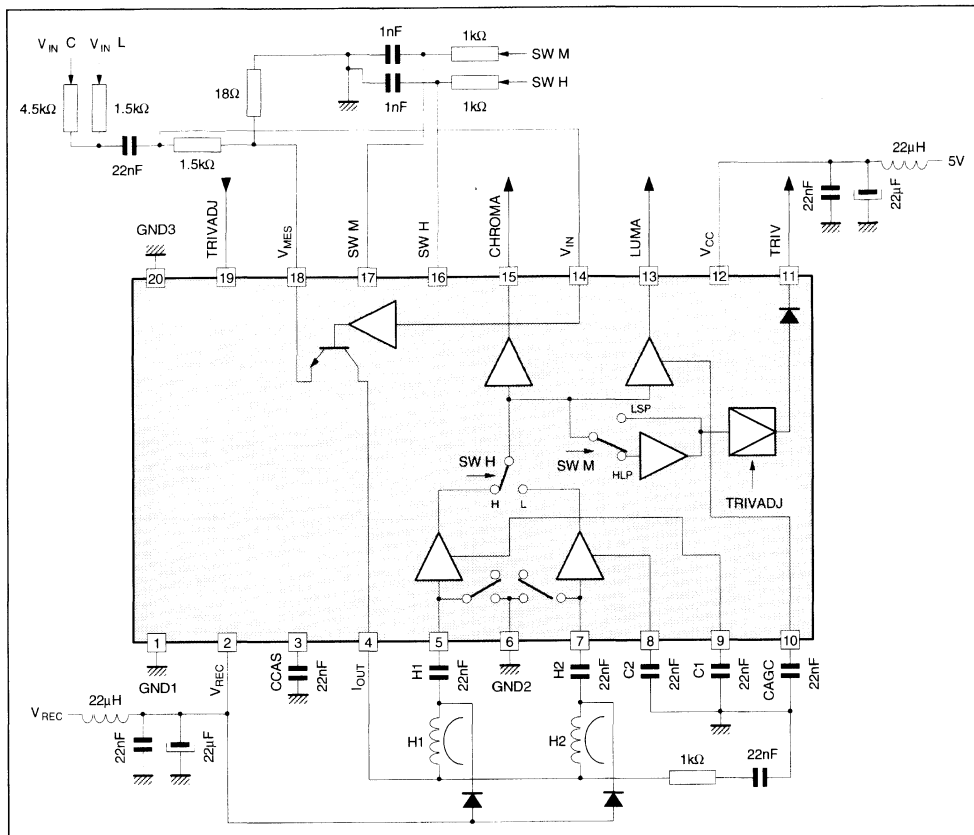 V_IN C V_IN L
4.5kΩ
1.5kΩ
22nF
1.5kΩ
18Ω
1nF
1kΩ
SW M
SW H
1nF
1kΩ
22μH
5V
22nF
22μF
GND3
TRIVADJ
V_MES
SW M
SW H
CHROMA
V_IN
LUMA
V_CC
TRIV
20 19 18 17 16 15 14 13 12 11
LSP
SW H
SW M
HLP
H L
TRIVADJ
1 2 3 4 5 6 7 8 9 10
GND1
V_REC
CCAS
22nF
I_OUT
H1
22nF
GND2
H2
22nF
C2
22nF
C1
22nF
CAGC
22nF
V_REC
22μH
22nF
22μF
H1
H2
1kΩ
22nF